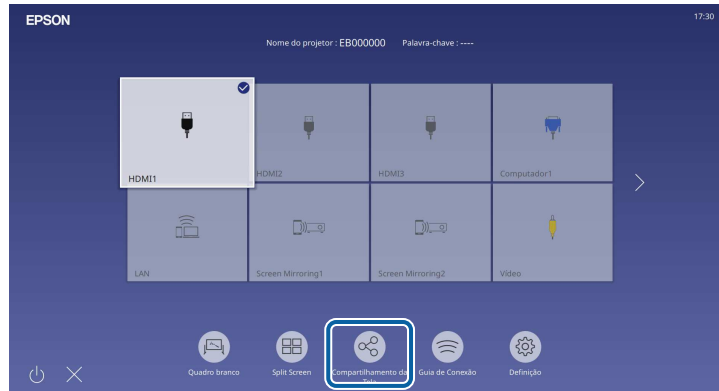 EPSON
17:30
Nome do projetor : EB000000 Palavra-chave : ----
HDMI1
HDMI2
HDMI3
Computador1
LAN
Screen Mirroring1
Screen Mirroring2
Vídeo
Quadro branco
Split Screen
Compartilhamento da
Tela
Guia de Conexão
Definição